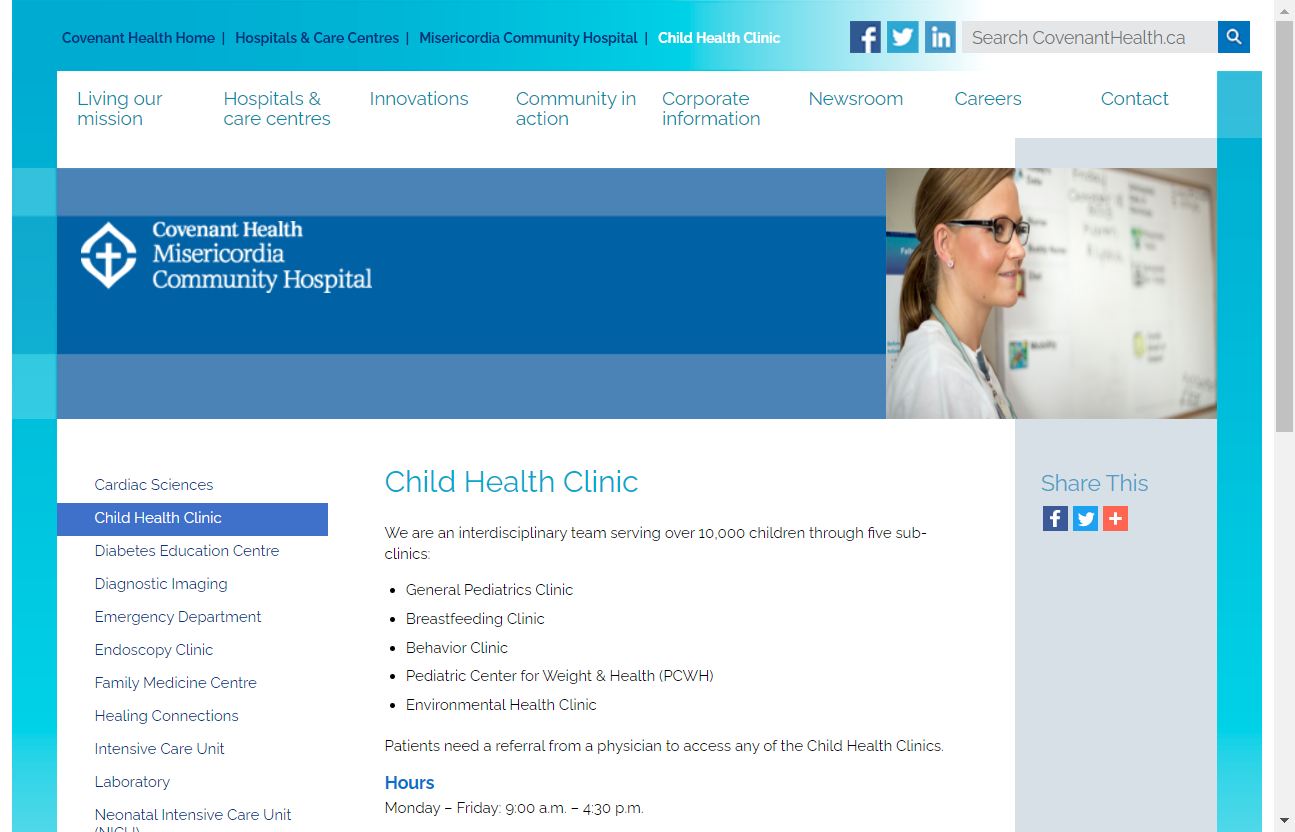 Covenant Health Home | Hospitals & Care Centres | Misericordia Community Hospital | Child Health Clinic
Search CovenantHealth.ca
Living our
mission
Hospitals &
care centres
Innovations
Community in
action
Corporate
information
Newsroom
Careers
Contact
Covenant Health
Misericordia
Community Hospital
Cardiac Sciences
Child Health Clinic
Diabetes Education Centre
Diagnostic Imaging
Emergency Department
Endoscopy Clinic
Family Medicine Centre
Healing Connections
Intensive Care Unit
Laboratory
Neonatal Intensive Care Unit
(NICU)
Child Health Clinic
We are an interdisciplinary team serving over 10,000 children through five sub-
clinics:
• General Pediatrics Clinic
• Breastfeeding Clinic
• Behavior Clinic
• Pediatric Center for Weight & Health (PCWH)
• Environmental Health Clinic
Patients need a referral from a physician to access any of the Child Health Clinics.
Hours
Monday – Friday: 9:00 a.m. – 4:30 p.m.
Share This